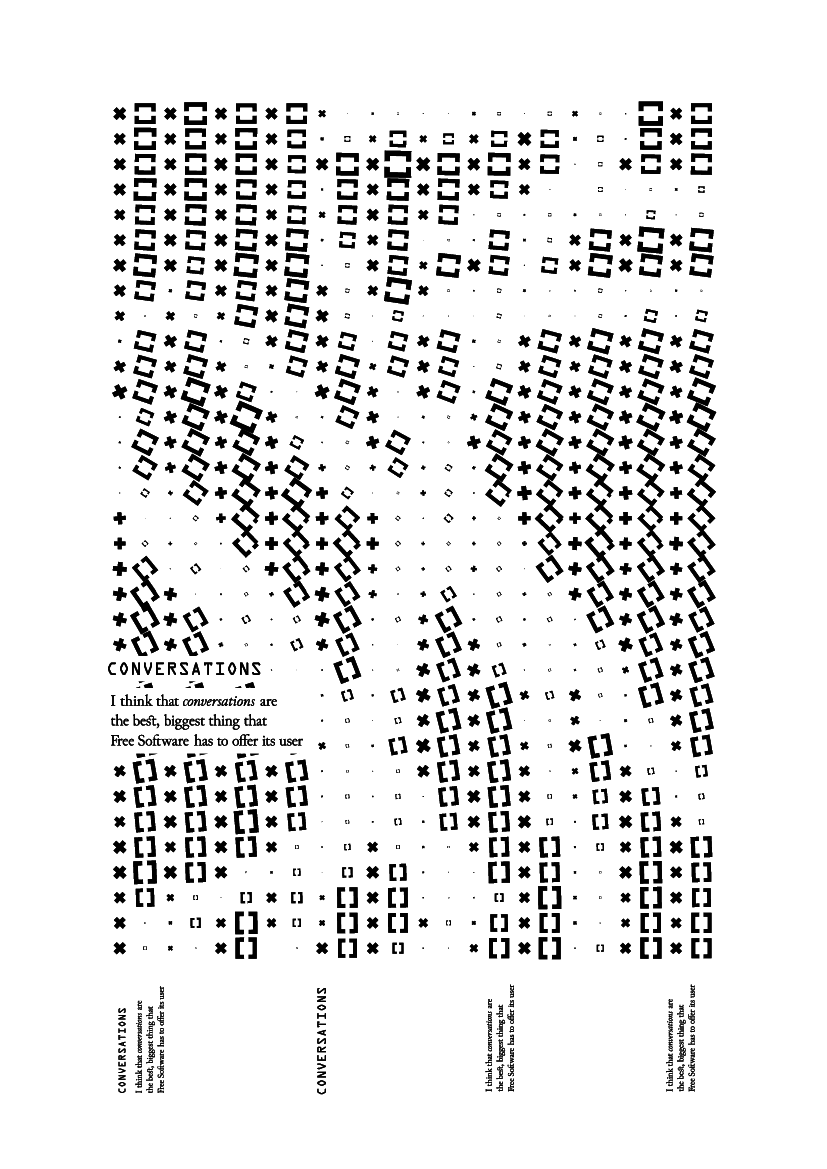 CONVERSATIONS
I think that conversations are
the best, biggest thing that
Free Software has to offer its user
CONVERSATIONS
I think that conversations are
the best, biggest thing that
Free Software has to offer its user
CONVERSATIONS
I think that conversations are
the best, biggest thing that
Free Software has to offer its user
I think that conversations are
the best, biggest thing that
Free Software has to offer its user